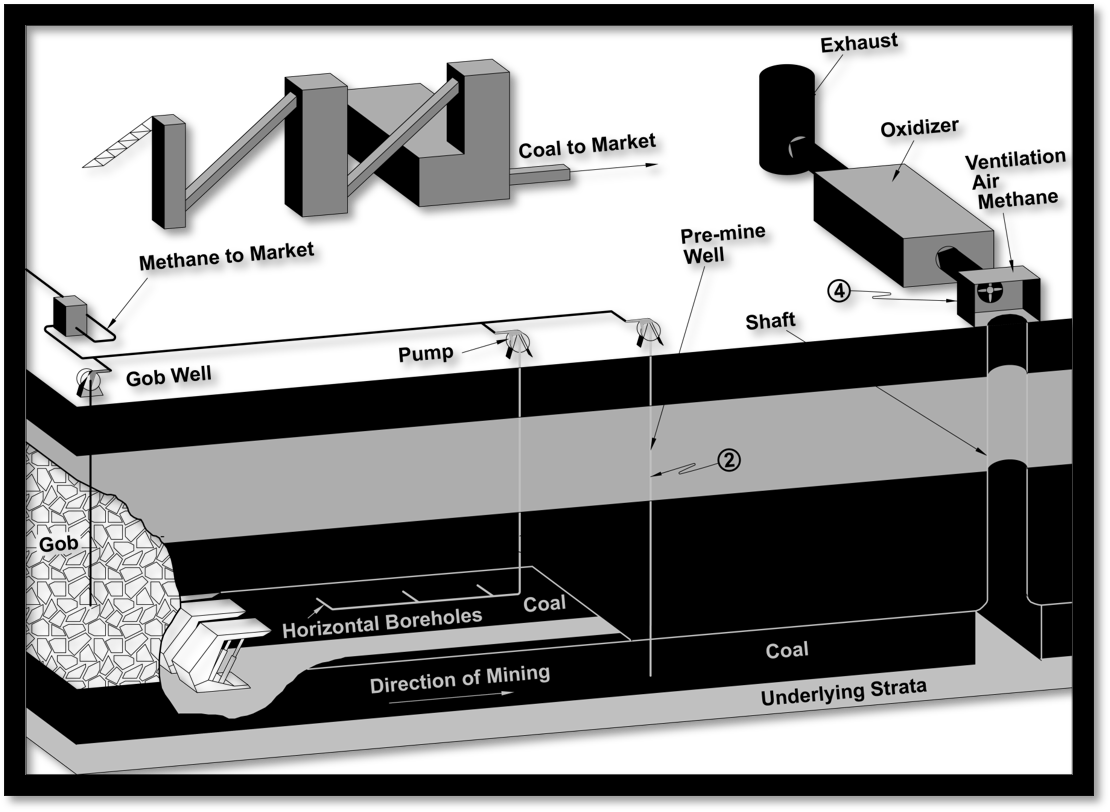 Exhaust
Oxidizer
Coal to Market
Ventilation
Air
Methane
Methane to Market
Pre-mine
Well
4
Shaft
Pump
Gob Well
2
Gob
Horizontal Boreholes
Coal
Coal
Direction of Mining
Underlying Strata